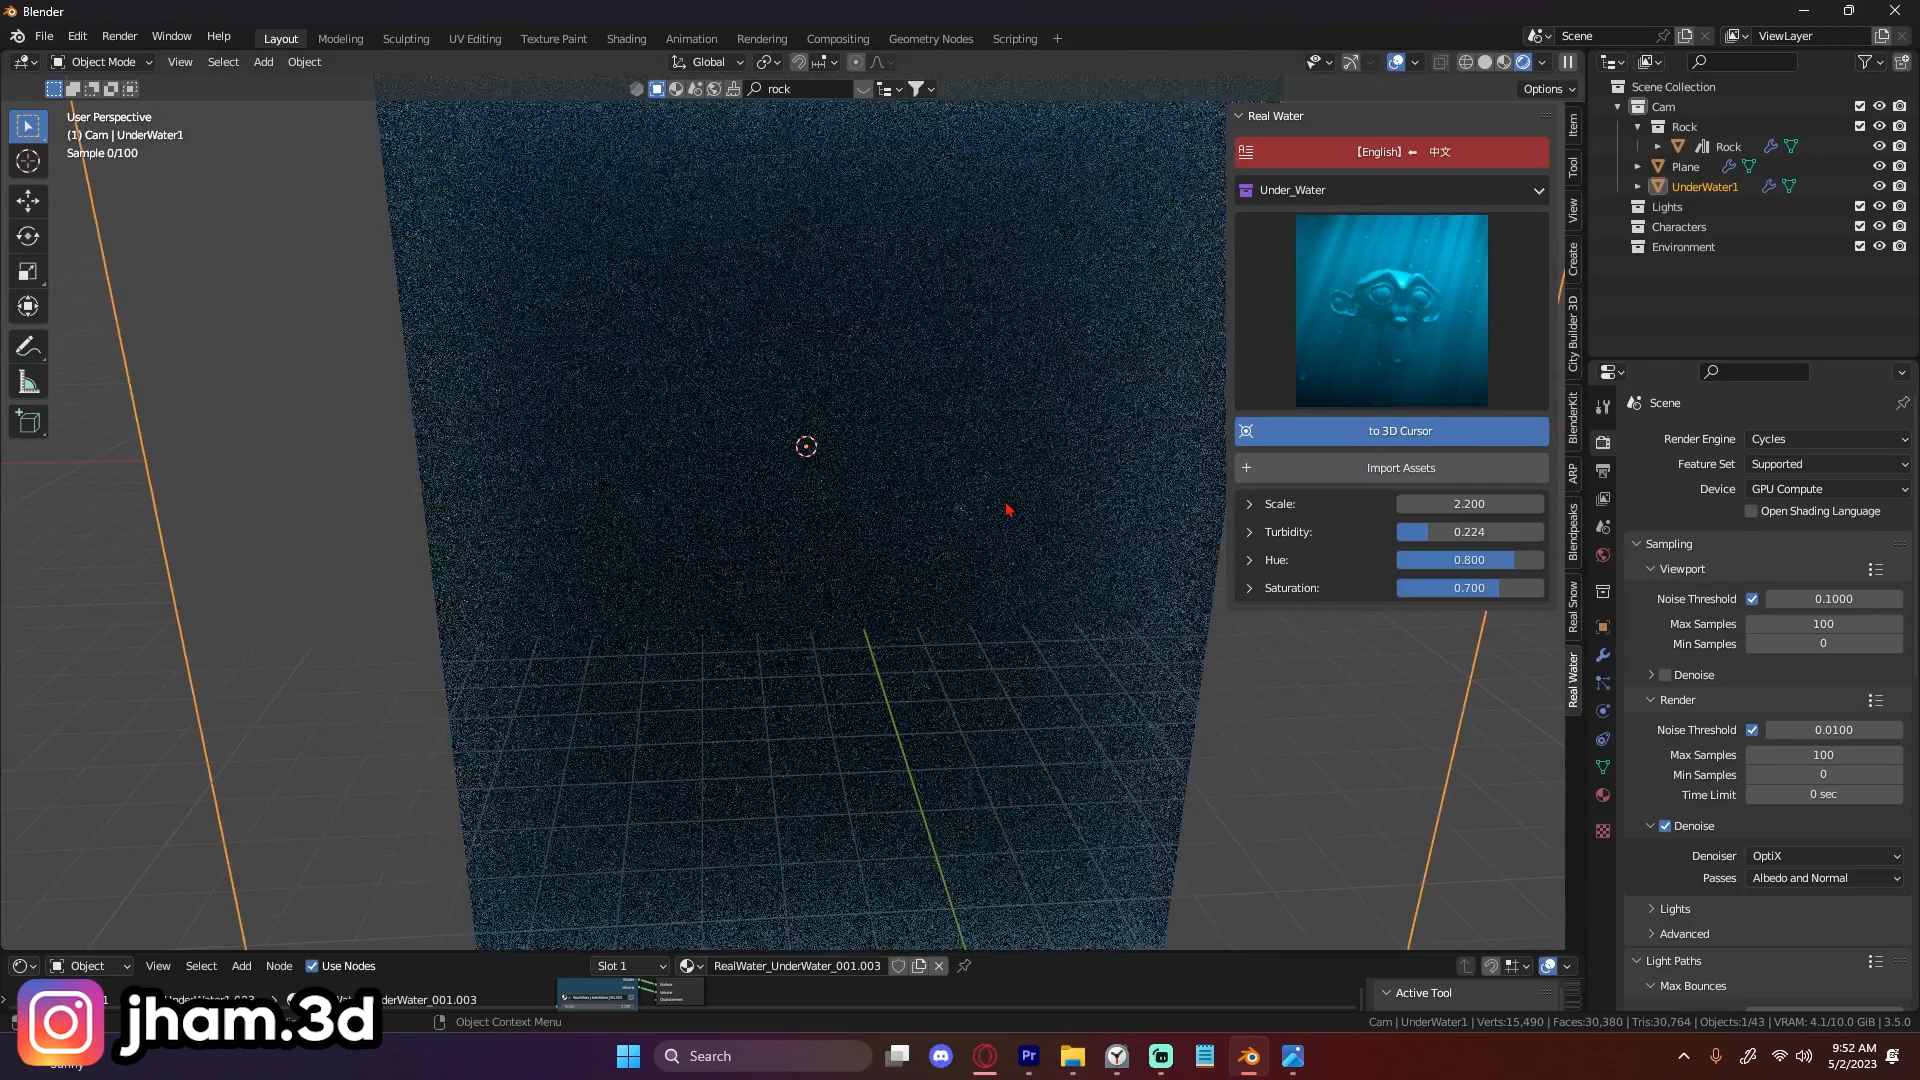 Blender
File Edit Render Window Help
Layout Modeling Sculpting UV Editing Texture Paint Shading Animation Rendering Compositing Geometry Nodes Scripting +
Scene
ViewLayer
Object Mode View Select Add Object
Global
rock
Options
User Perspective
(1) Cam | UnderWater1
Sample 0/100
Real Water
【English】 ⬅ 中文
Under_Water
to 3D Cursor
Import Assets
Scale: 2.200
Turbidity: 0.224
Hue: 0.800
Saturation: 0.700
Item
Tool
View
Create
City Builder 3D
BlenderKit
ARP
Blendpeaks
Real Snow
Real Water
Scene Collection
Cam
Rock
Rock
Plane
UnderWater1
Lights
Characters
Environment
Scene
Render Engine Cycles
Feature Set Supported
Device GPU Compute
Open Shading Language
Sampling
Viewport
Noise Threshold 0.1000
Max Samples 100
Min Samples 0
Denoise
Render
Noise Threshold 0.0100
Max Samples 100
Min Samples 0
Time Limit 0 sec
Denoise
Denoiser OptiX
Passes Albedo and Normal
Lights
Advanced
Light Paths
Max Bounces
Object View Select Add Node Use Nodes
Slot 1
RealWater_UnderWater_001.003
Surface
Volume
Displacement
Active Tool
jham.3d
Object Context Menu
Cam | UnderWater1 | Verts:15,490 | Faces:30,380 | Tris:30,764 | Objects:1/43 | VRAM: 4.1/10.0 GiB | 3.5.0
Search
Pr
9:52 AM
5/2/2023